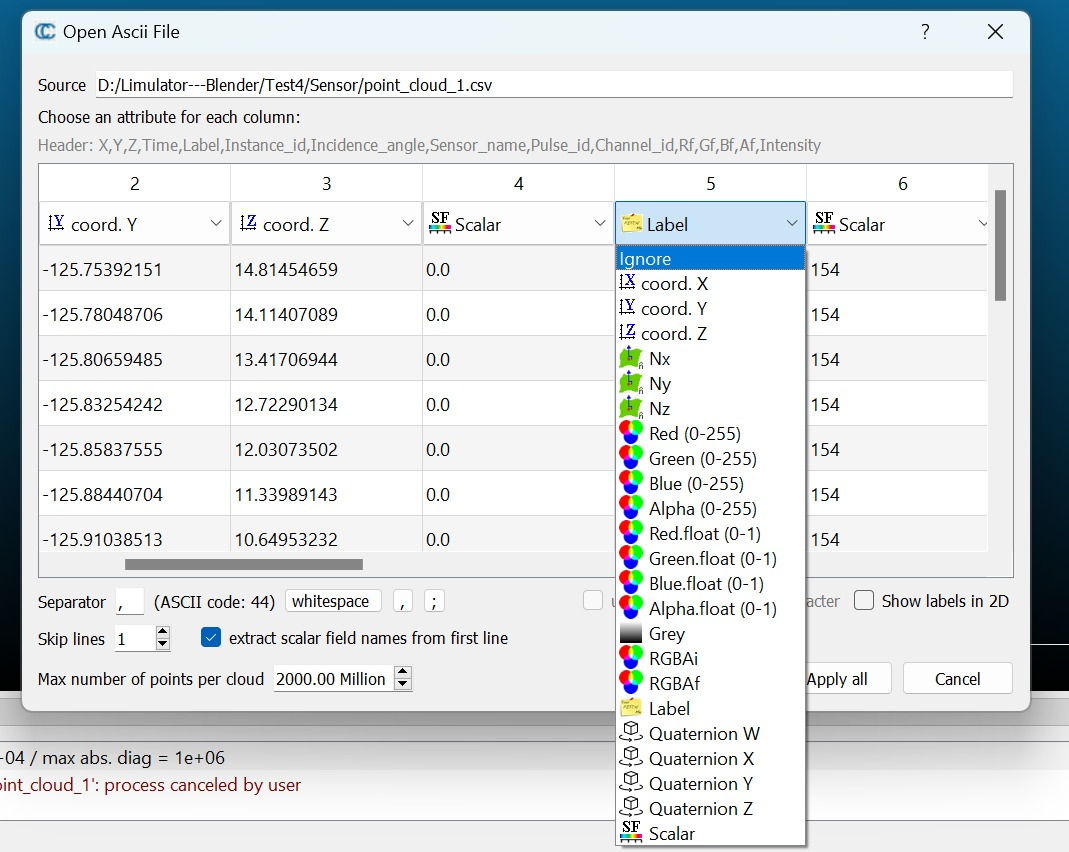 Open Ascii File ?
Source D:/Limulator---Blender/Test4/Sensor/point_cloud_1.csv
Choose an attribute for each column:
Header: X,Y,Z,Time,Label,Instance_id,Incidence_angle,Sensor_name,Pulse_id,Channel_id,Rf,Gf,Bf,Af,Intensity
2 3 4 5 6
Y coord. Y Z coord. Z SF Scalar Label SF Scalar
-125.75392151 14.81454659 0.0 154
-125.78048706 14.11407089 0.0 154
-125.80659485 13.41706944 0.0 154
-125.83254242 12.72290134 0.0 154
-125.85837555 12.03073502 0.0 154
-125.88440704 11.33989143 0.0 154
-125.91038513 10.64953232 0.0 154
Ignore
X coord. X
Y coord. Y
Z coord. Z
Nx
Ny
Nz
Red (0-255)
Green (0-255)
Blue (0-255)
Alpha (0-255)
Red.float (0-1)
Green.float (0-1)
Blue.float (0-1)
Alpha.float (0-1)
Grey
RGBAi
RGBAf
Label
Quaternion W
Quaternion X
Quaternion Y
Quaternion Z
SF Scalar
Separator , (ASCII code: 44) whitespace , ; acter Show labels in 2D
Skip lines 1 extract scalar field names from first line
Max number of points per cloud 2000.00 Million Apply all Cancel
-04 / max abs. diag = 1e+06
oint_cloud_1': process canceled by user